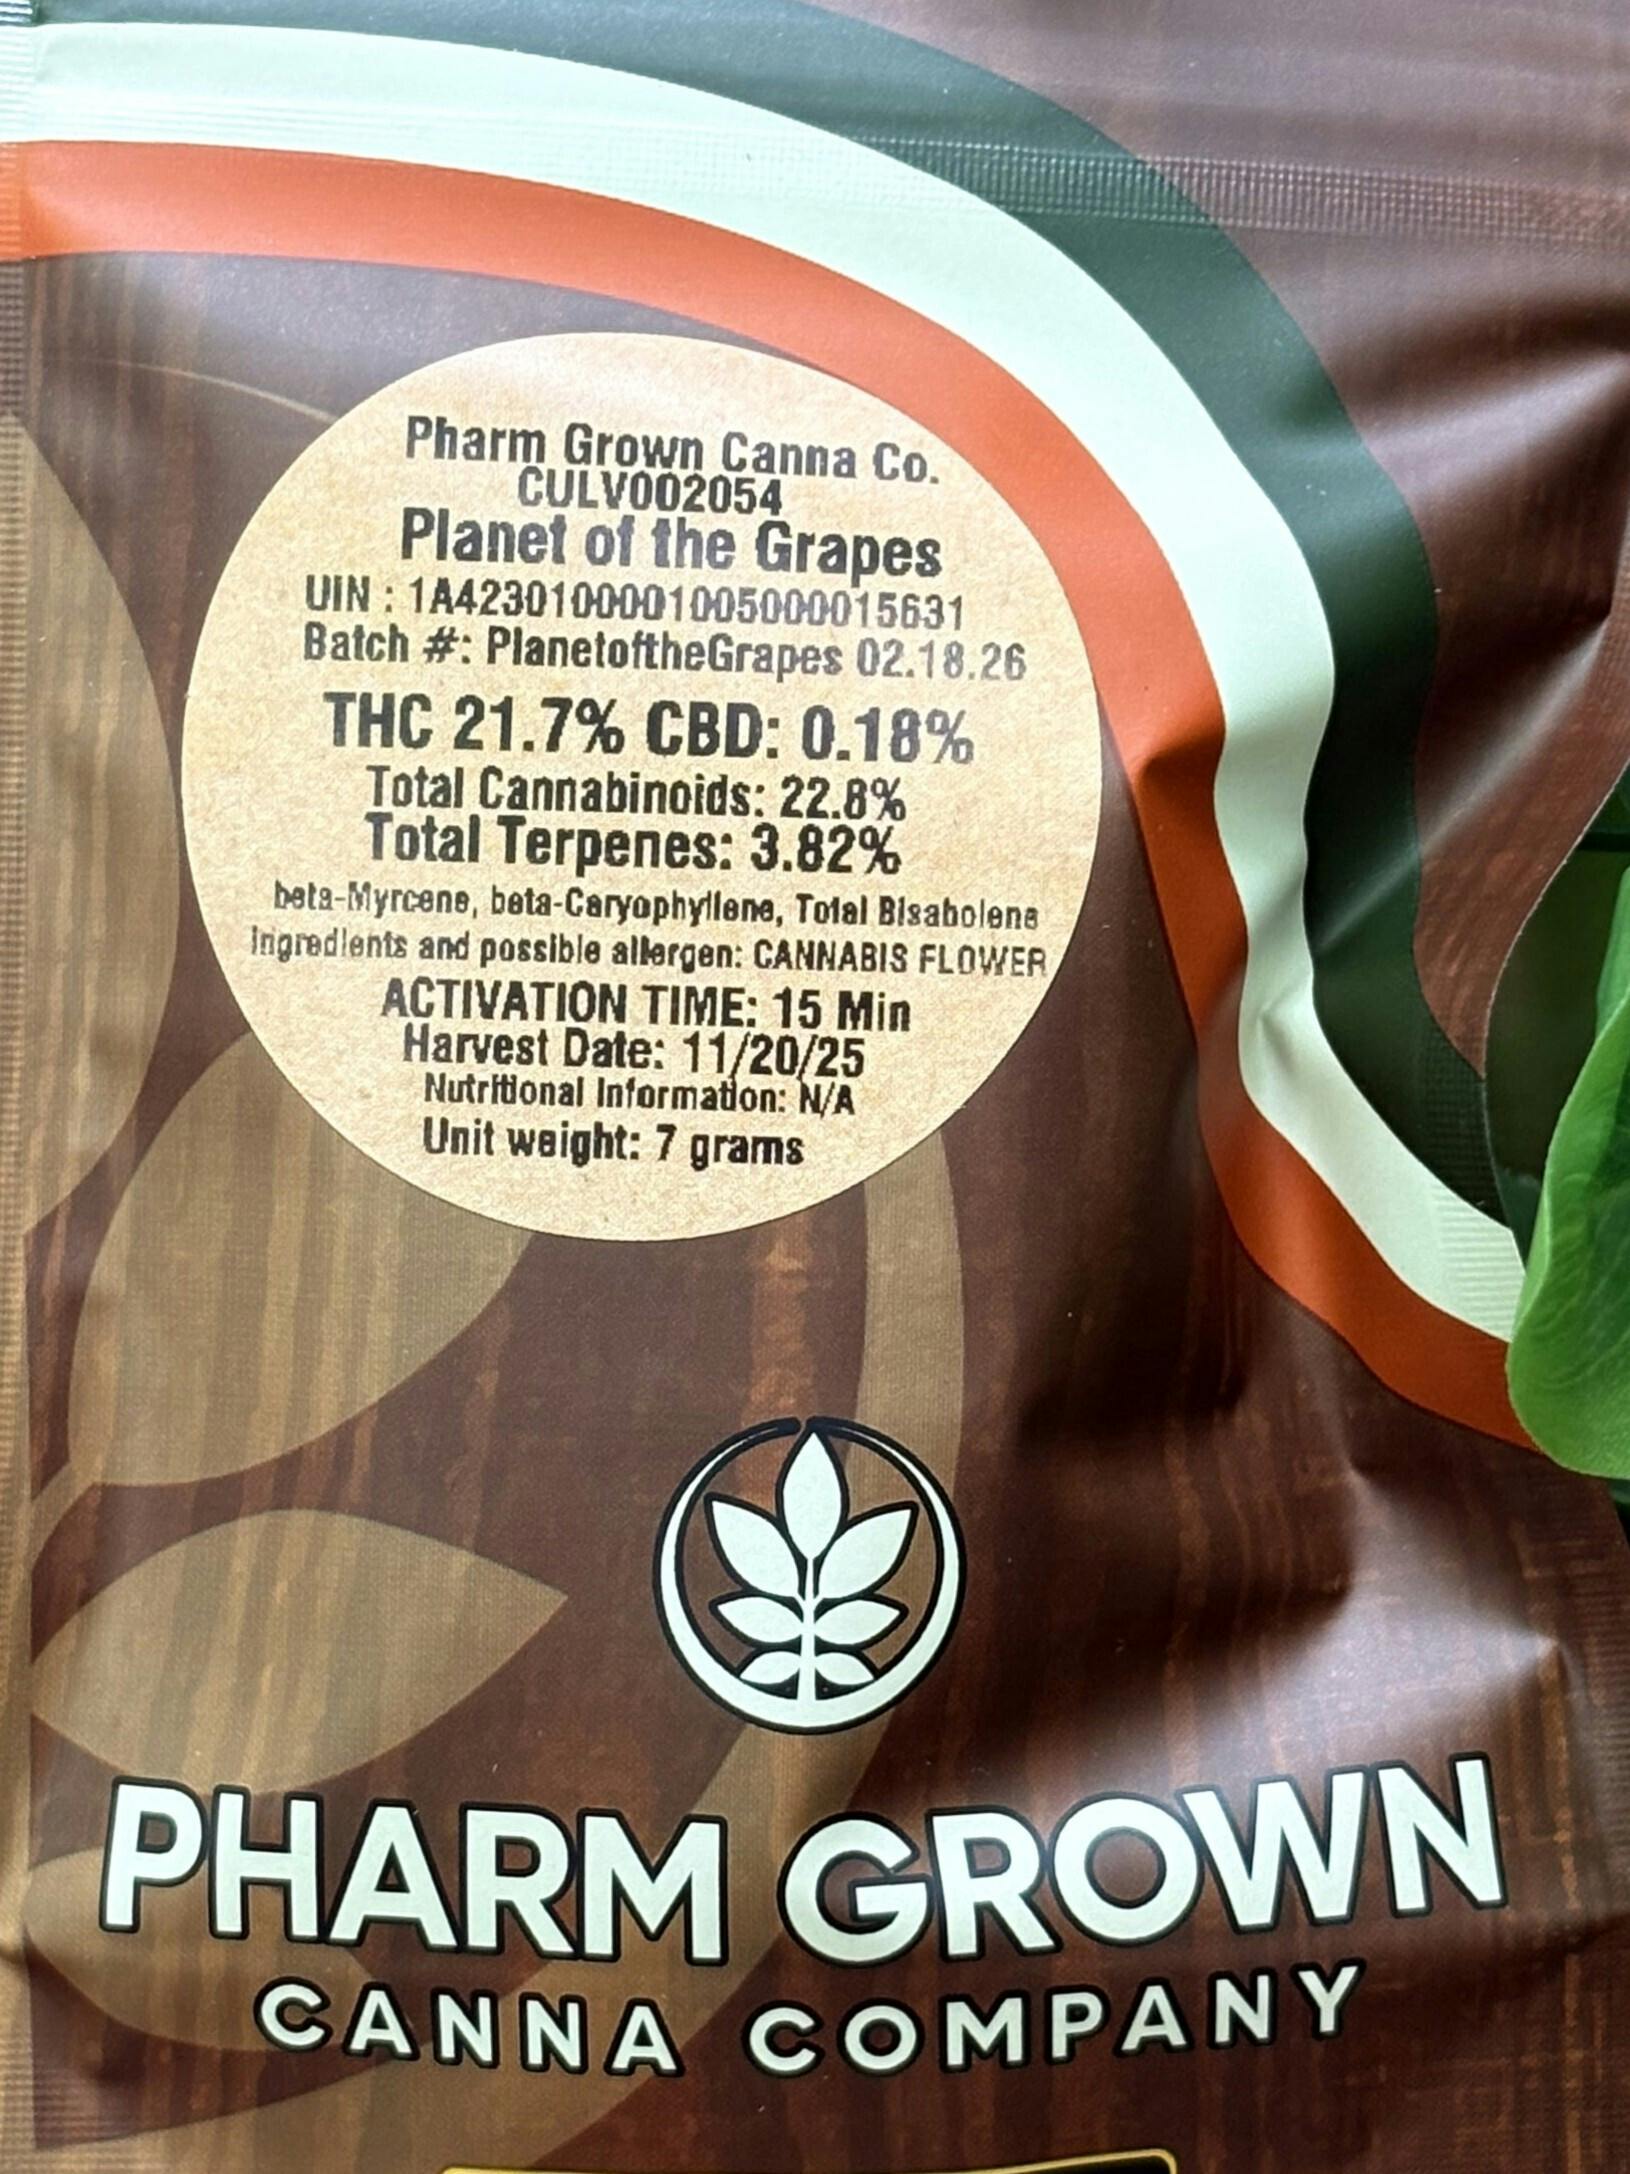 Pharm Grown Canna Co.
CULV002054
Planet of the Grapes
UIN : 1A4230100001005000015631
Batch #: PlanetoftheGrapes 02.18.26
THC 21.7% CBD: 0.18%
Total Cannabinoids: 22.8%
Total Terpenes: 3.82%
beta-Myrcene, beta-Caryophyllene, Total Bisabolene
Ingredients and possible allergen: CANNABIS FLOWER
ACTIVATION TIME: 15 Min
Harvest Date: 11/20/25
Nutritional Information: N/A
Unit weight: 7 grams
PHARM GROWN
CANNA COMPANY